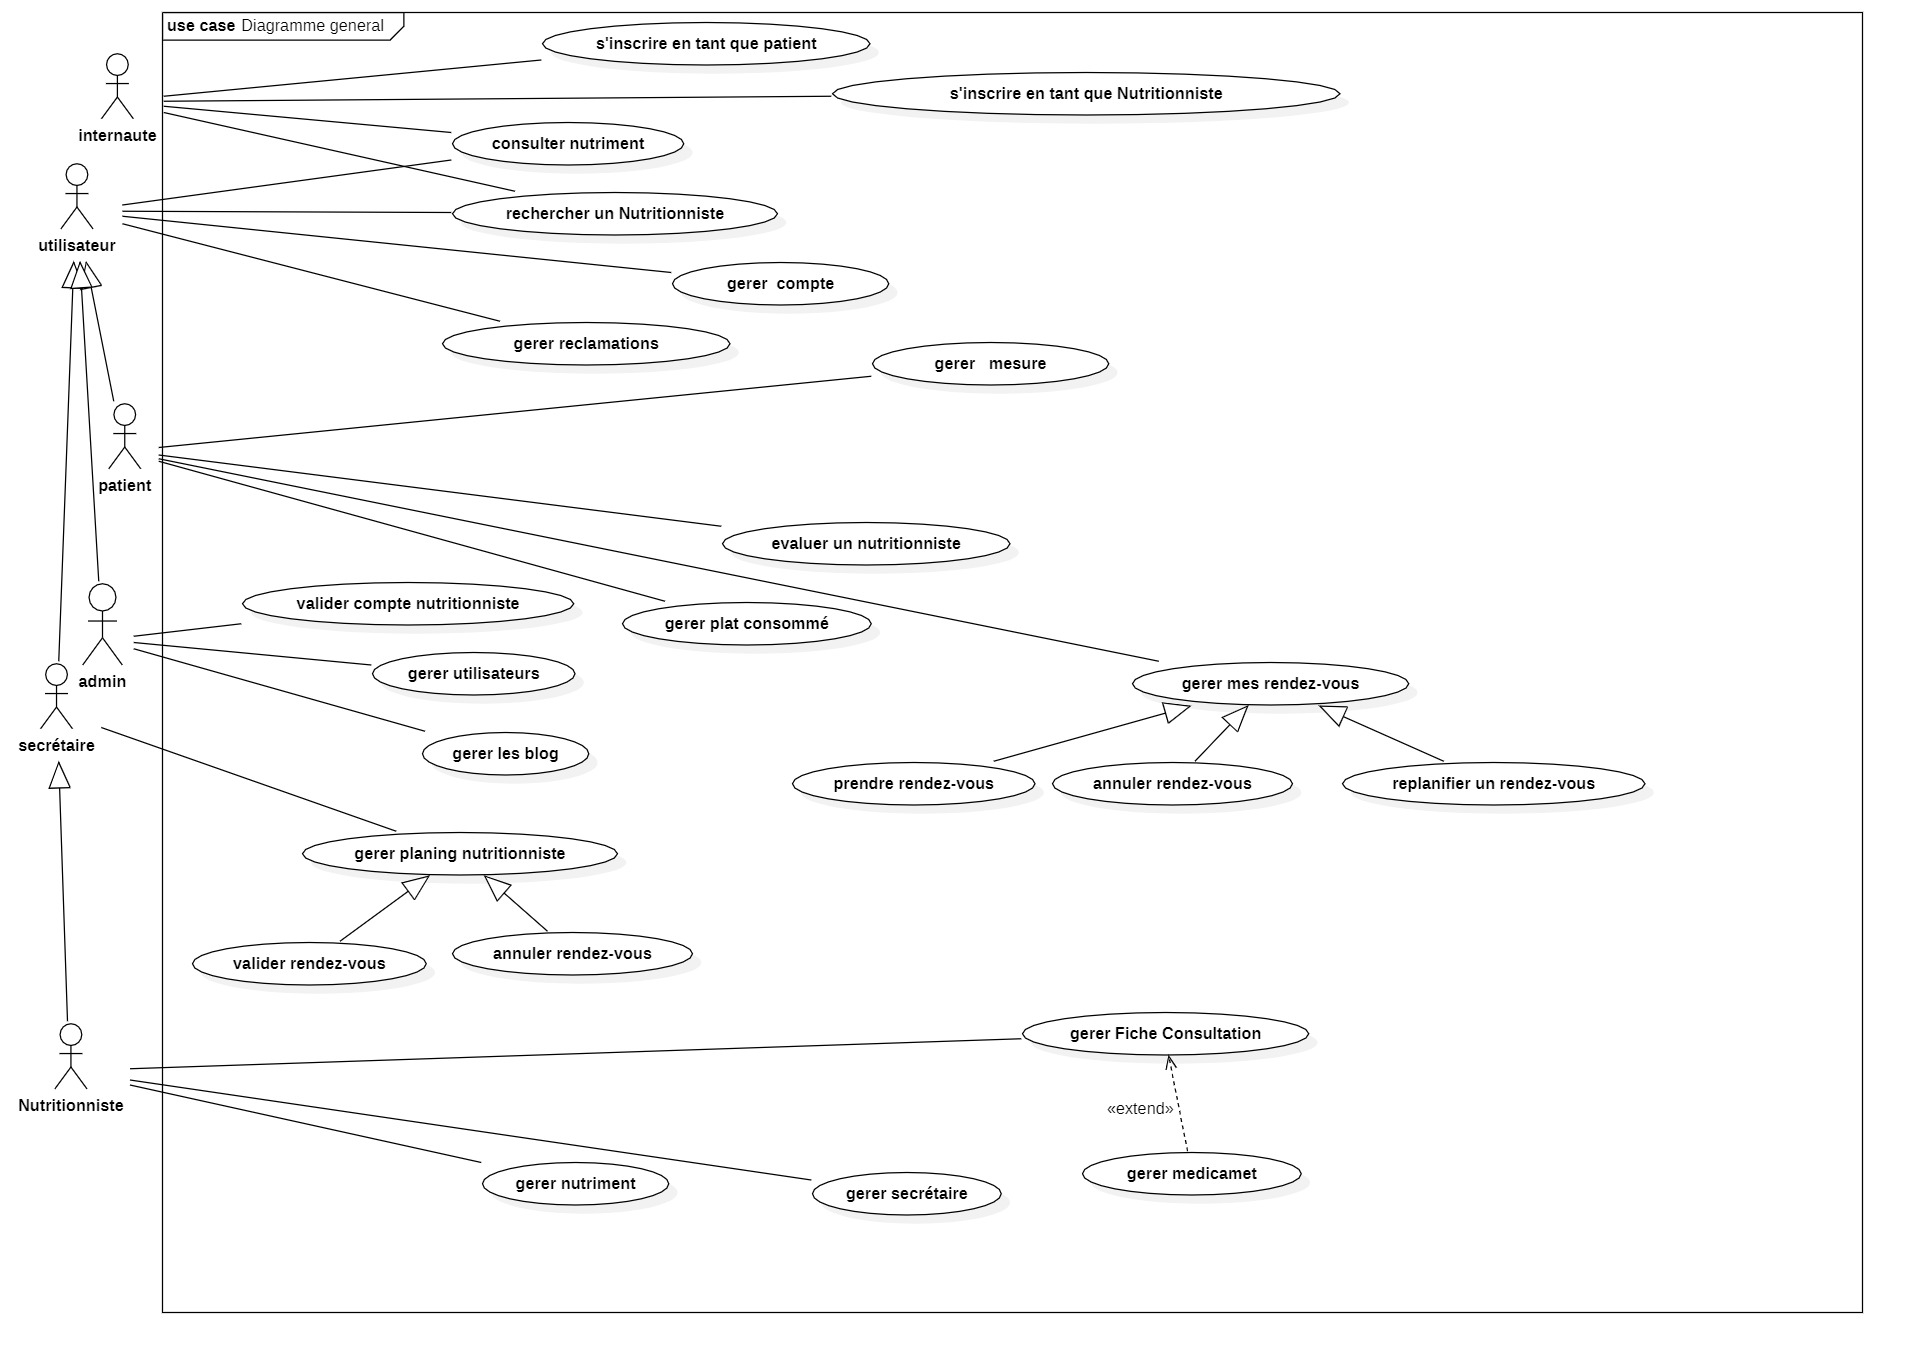 use case Diagramme general
s'inscrire en tant que patient
s'inscrire en tant que Nutritionniste
internaute
consulter nutriment
rechercher un Nutritionniste
utilisateur
gerer  compte
gerer reclamations
gerer   mesure
patient
evaluer un nutritionniste
valider compte nutritionniste
gerer plat consommé
gerer utilisateurs
admin
gerer mes rendez-vous
secrétaire
gerer les blog
prendre rendez-vous
annuler rendez-vous
replanifier un rendez-vous
gerer planing nutritionniste
valider rendez-vous
annuler rendez-vous
gerer Fiche Consultation
Nutritionniste
«extend»
gerer medicamet
gerer nutriment
gerer secrétaire